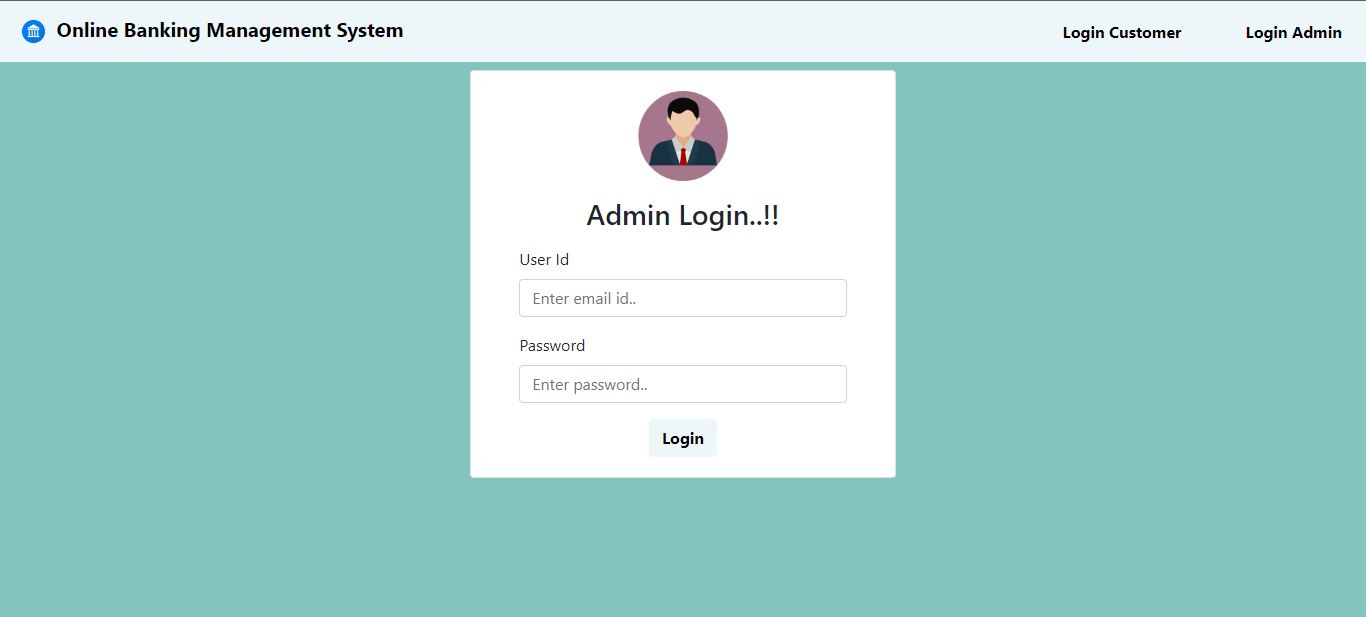 Online Banking Management System
Login Customer
Login Admin
Admin Login..!!
User Id
Enter email id..
Password
Enter password..
Login